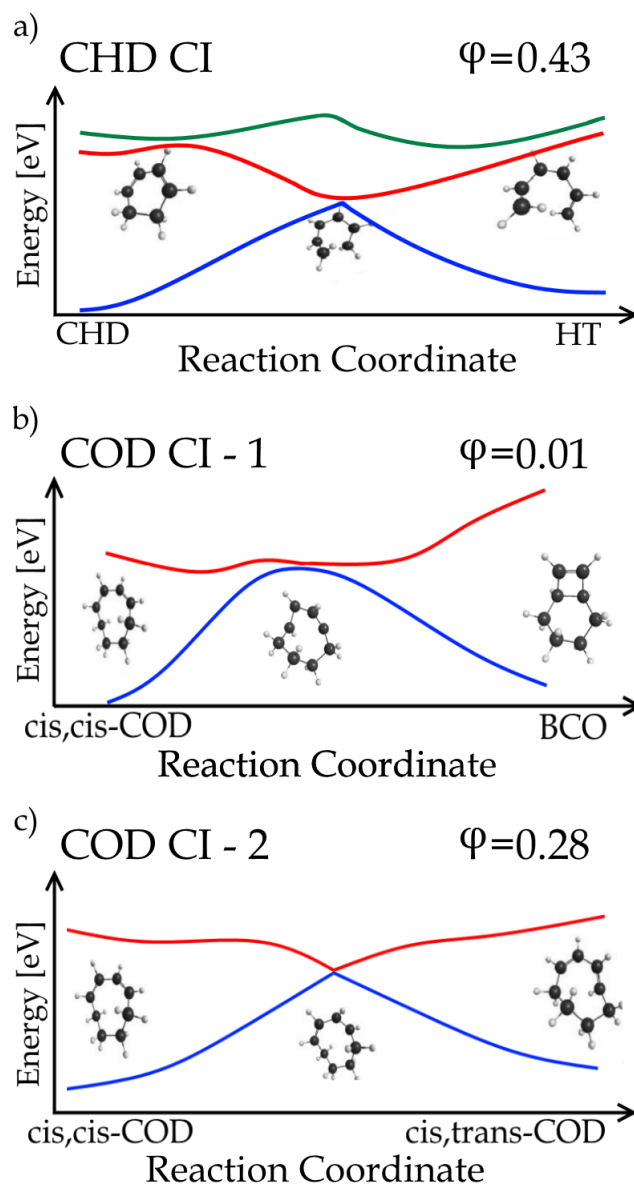 a)
CHD CI φ=0.43
Energy [eV]
CHD HT
Reaction Coordinate
b)
COD CI - 1 φ=0.01
Energy [eV]
cis,cis-COD BCO
Reaction Coordinate
c)
COD CI - 2 φ=0.28
Energy [eV]
cis,cis-COD cis,trans-COD
Reaction Coordinate